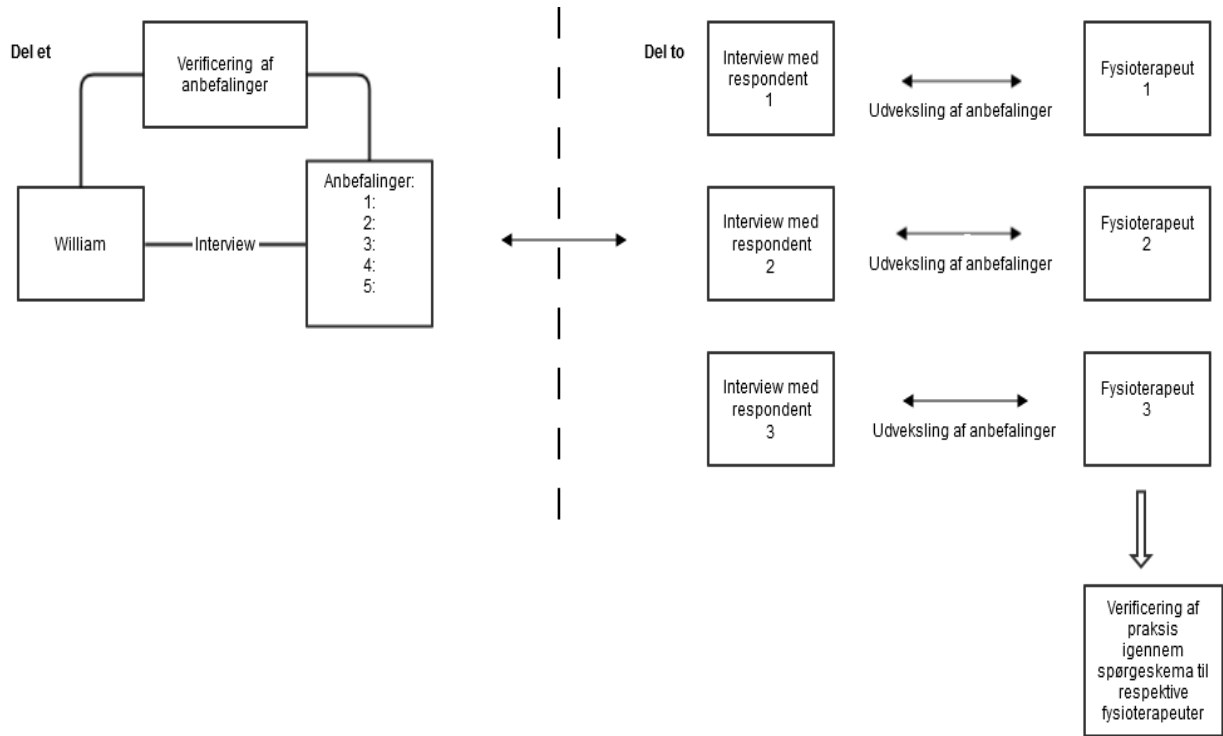 Del et
Verificering af
anbefalinger
William
Interview
Anbefalinger:
1:
2:
3:
4:
5:
Del to
Interview med
respondent
1
Udveksling af anbefalinger
Fysioterapeut
1
Interview med
respondent
2
Udveksling af anbefalinger
Fysioterapeut
2
Interview med
respondent
3
Udveksling af anbefalinger
Fysioterapeut
3
Verificering af
praksis
igennem
spørgeskema til
respektive
fysioterapeuter